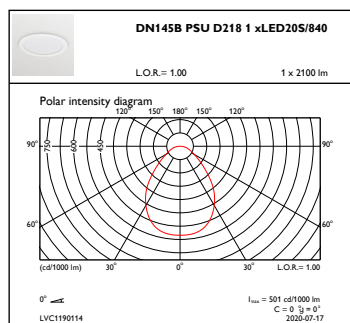 DN145B PSU D218 1 xLED20S/840
L.O.R.= 1.00 1 x 2100 lm
Polar intensity diagram
120° 150° 180° 150° 120°
90° 750 600 450 90°
60° 60°
(cd/1000 lm) 30° 0° 30° L.O.R.= 1.00
0° Imax = 501 cd/1000 lm
C = 0 °g = 0°
LVC1190114 2020-07-17